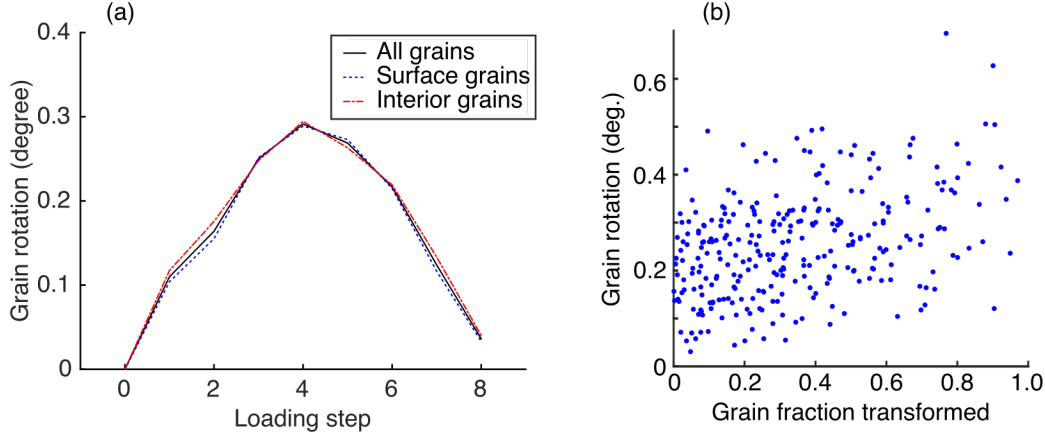 (a)
0.4
0.3
0.2
0.1
0
Grain rotation (degree)
All grains
Surface grains
Interior grains
0
2
4
6
8
Loading step
(b)
0.6
0.4
0.2
0
Grain rotation (deg.)
0
0.2
0.4
0.6
0.8
1.0
Grain fraction transformed